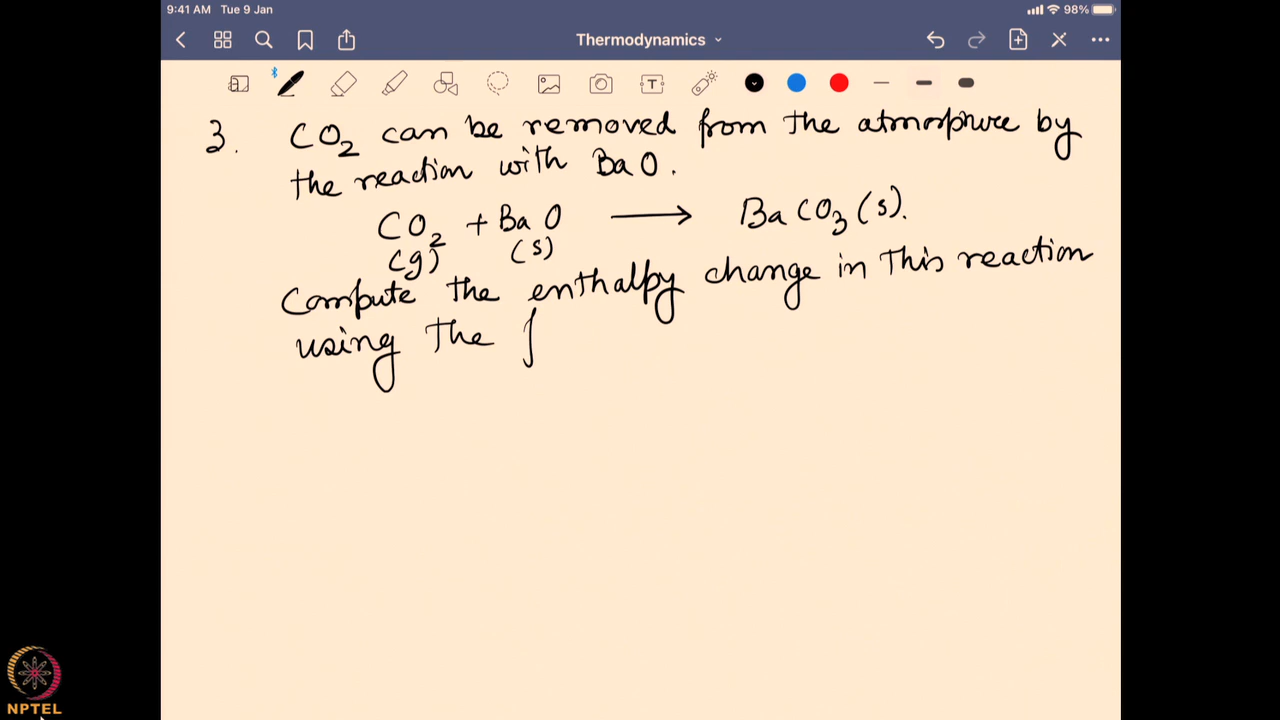 9:41 AM Tue 9 Jan
98%
Thermodynamics
T
3. CO2 can be removed from the atmosphere by
the reaction with BaO.
CO2 + BaO → BaCO3 (s).
(g) (s)
Compute the enthalpy change in this reaction
using the
NPTEL